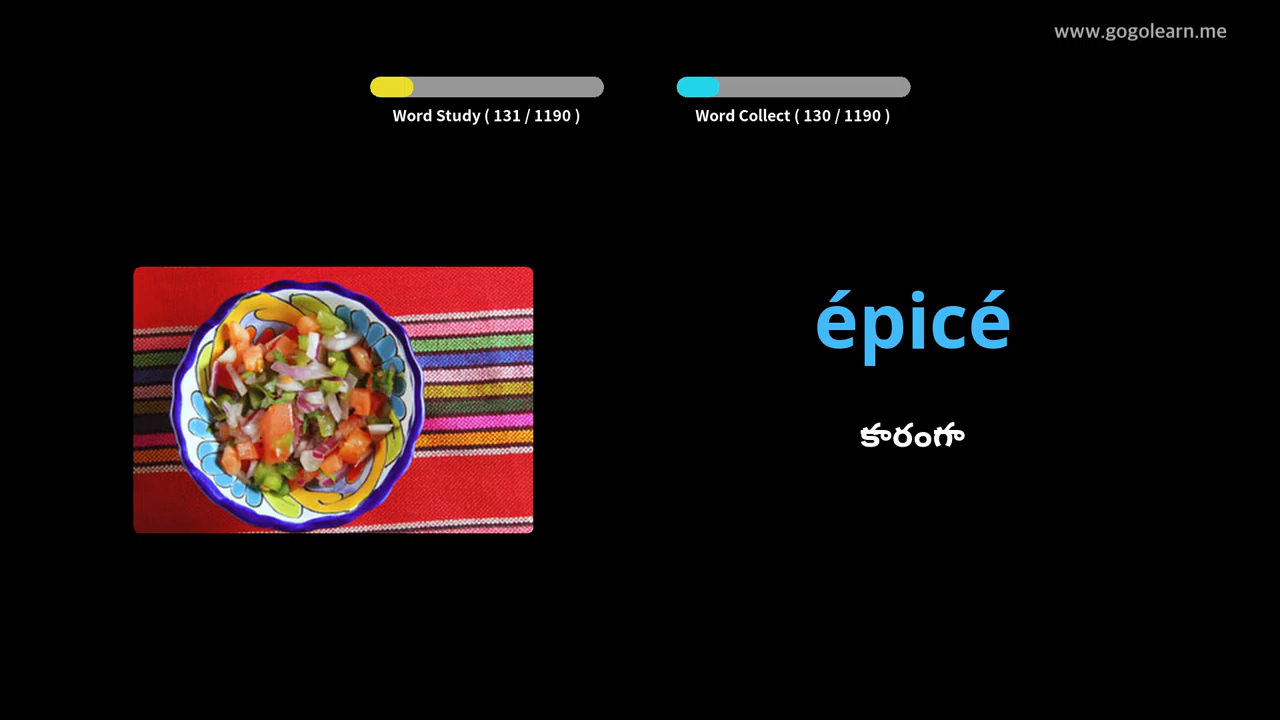 www.gogolearn.me
Word Study ( 131 / 1190 )
Word Collect ( 130 / 1190 )
épicé
కారంగా